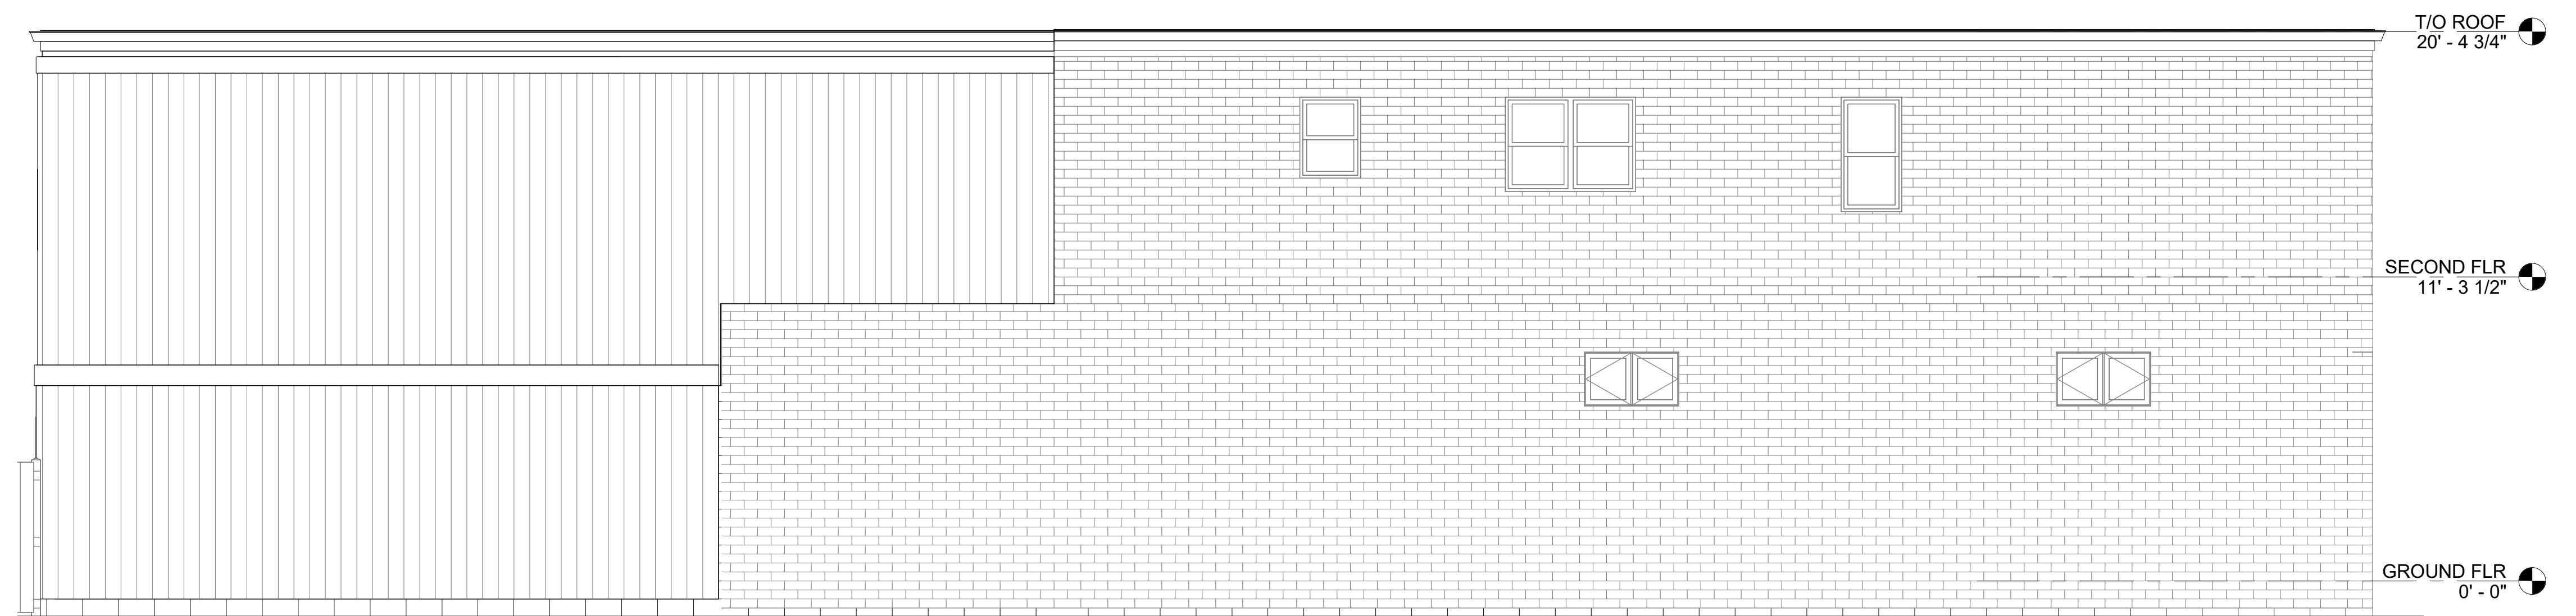 T/O ROOF
20' - 4 3/4"
SECOND FLR
11' - 3 1/2"
GROUND FLR
0' - 0"